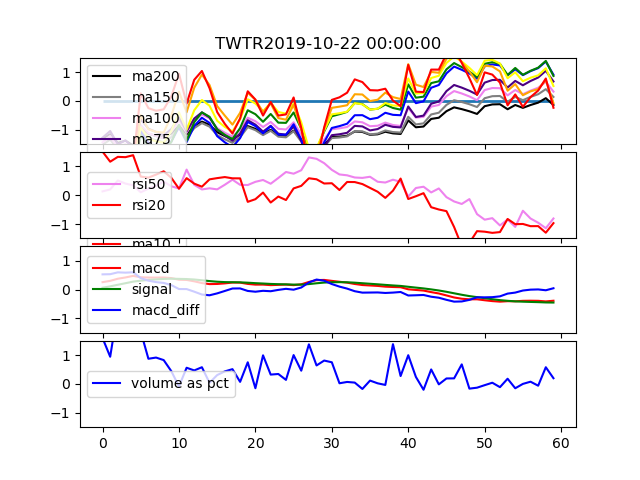 TWTR2019-10-22 00:00:00
1
0
−1
ma200
ma150
ma100
ma75
1
0
−1
rsi50
rsi20
ma10
1
0
−1
macd
signal
macd_diff
1
0
−1
volume as pct
0 10 20 30 40 50 60